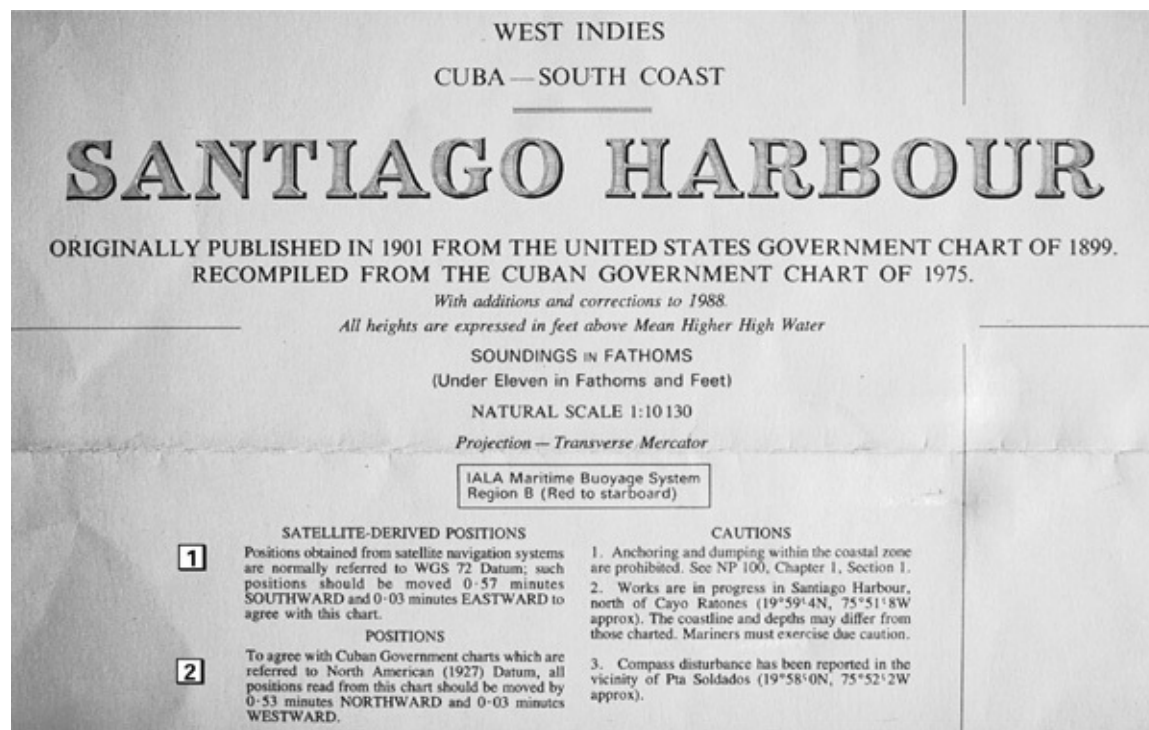 WEST INDIES
CUBA — SOUTH COAST
SANTIAGO HARBOUR
ORIGINALLY PUBLISHED IN 1901 FROM THE UNITED STATES GOVERNMENT CHART OF 1899.
RECOMPILED FROM THE CUBAN GOVERNMENT CHART OF 1975.
With additions and corrections to 1988.
All heights are expressed in feet above Mean Higher High Water
SOUNDINGS IN FATHOMS
(Under Eleven in Fathoms and Feet)
NATURAL SCALE 1:10 130
Projection — Transverse Mercator
IALA Maritime Buoyage System
Region B (Red to starboard)
1
SATELLITE-DERIVED POSITIONS
Positions obtained from satellite navigation systems
are normally referred to WGS 72 Datum; such
positions should be moved 0·57 minutes
SOUTHWARD and 0·03 minutes EASTWARD to
agree with this chart.
2
POSITIONS
To agree with Cuban Government charts which are
referred to North American (1927) Datum, all
positions read from this chart should be moved by
0·53 minutes NORTHWARD and 0·03 minutes
WESTWARD.
CAUTIONS
1. Anchoring and dumping within the coastal zone
are prohibited. See NP 100, Chapter 1, Section 1.
2. Works are in progress in Santiago Harbour,
north of Cayo Ratones (19°59'·4N, 75°51'·8W
approx). The coastline and depths may differ from
those charted. Mariners must exercise due caution.
3. Compass disturbance has been reported in the
vicinity of Pta Soldados (19°58'·0N, 75°52'·2W
approx).